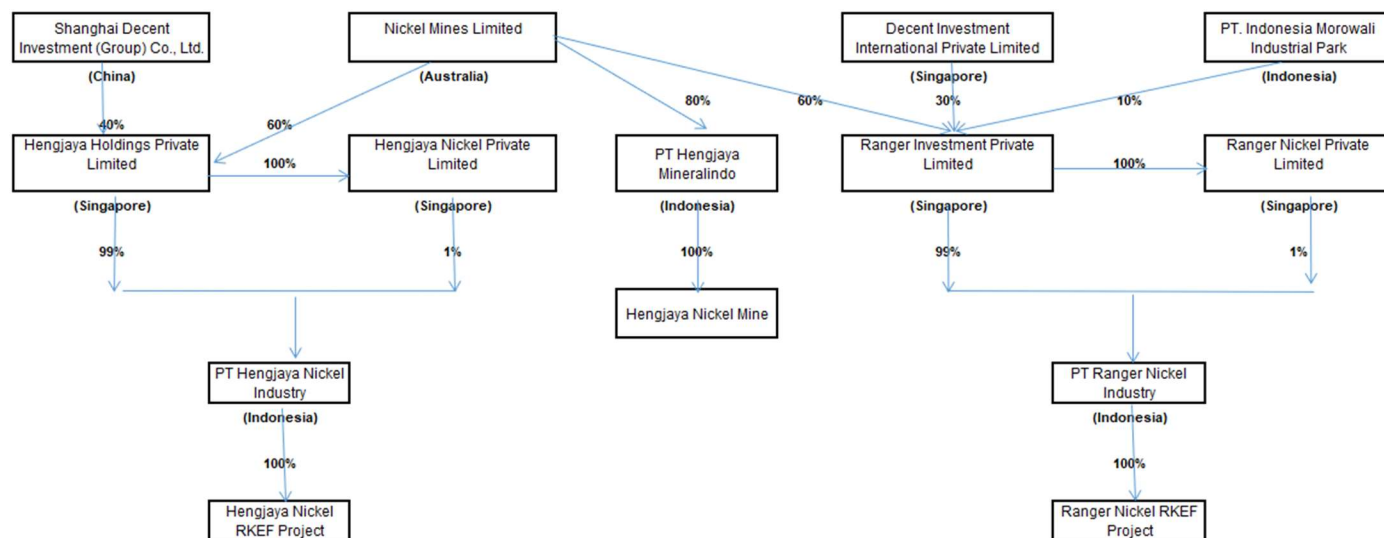 Shanghai Decent
Investment (Group) Co., Ltd.
(China)
Nickel Mines Limited
(Australia)
Decent Investment
International Private Limited
(Singapore)
PT. Indonesia Morowali
Industrial Park
(Indonesia)
40%
60%
80%
60%
30%
10%
Hengjaya Holdings Private
Limited
(Singapore)
100%
Hengjaya Nickel Private
Limited
(Singapore)
PT Hengjaya
Mineralindo
(Indonesia)
Ranger Investment Private
Limited
(Singapore)
100%
Ranger Nickel Private
Limited
(Singapore)
99%
1%
100%
99%
1%
Hengjaya Nickel Mine
PT Hengjaya Nickel
Industry
(Indonesia)
PT Ranger Nickel
Industry
(Indonesia)
100%
100%
Hengjaya Nickel
RKEF Project
Ranger Nickel RKEF
Project